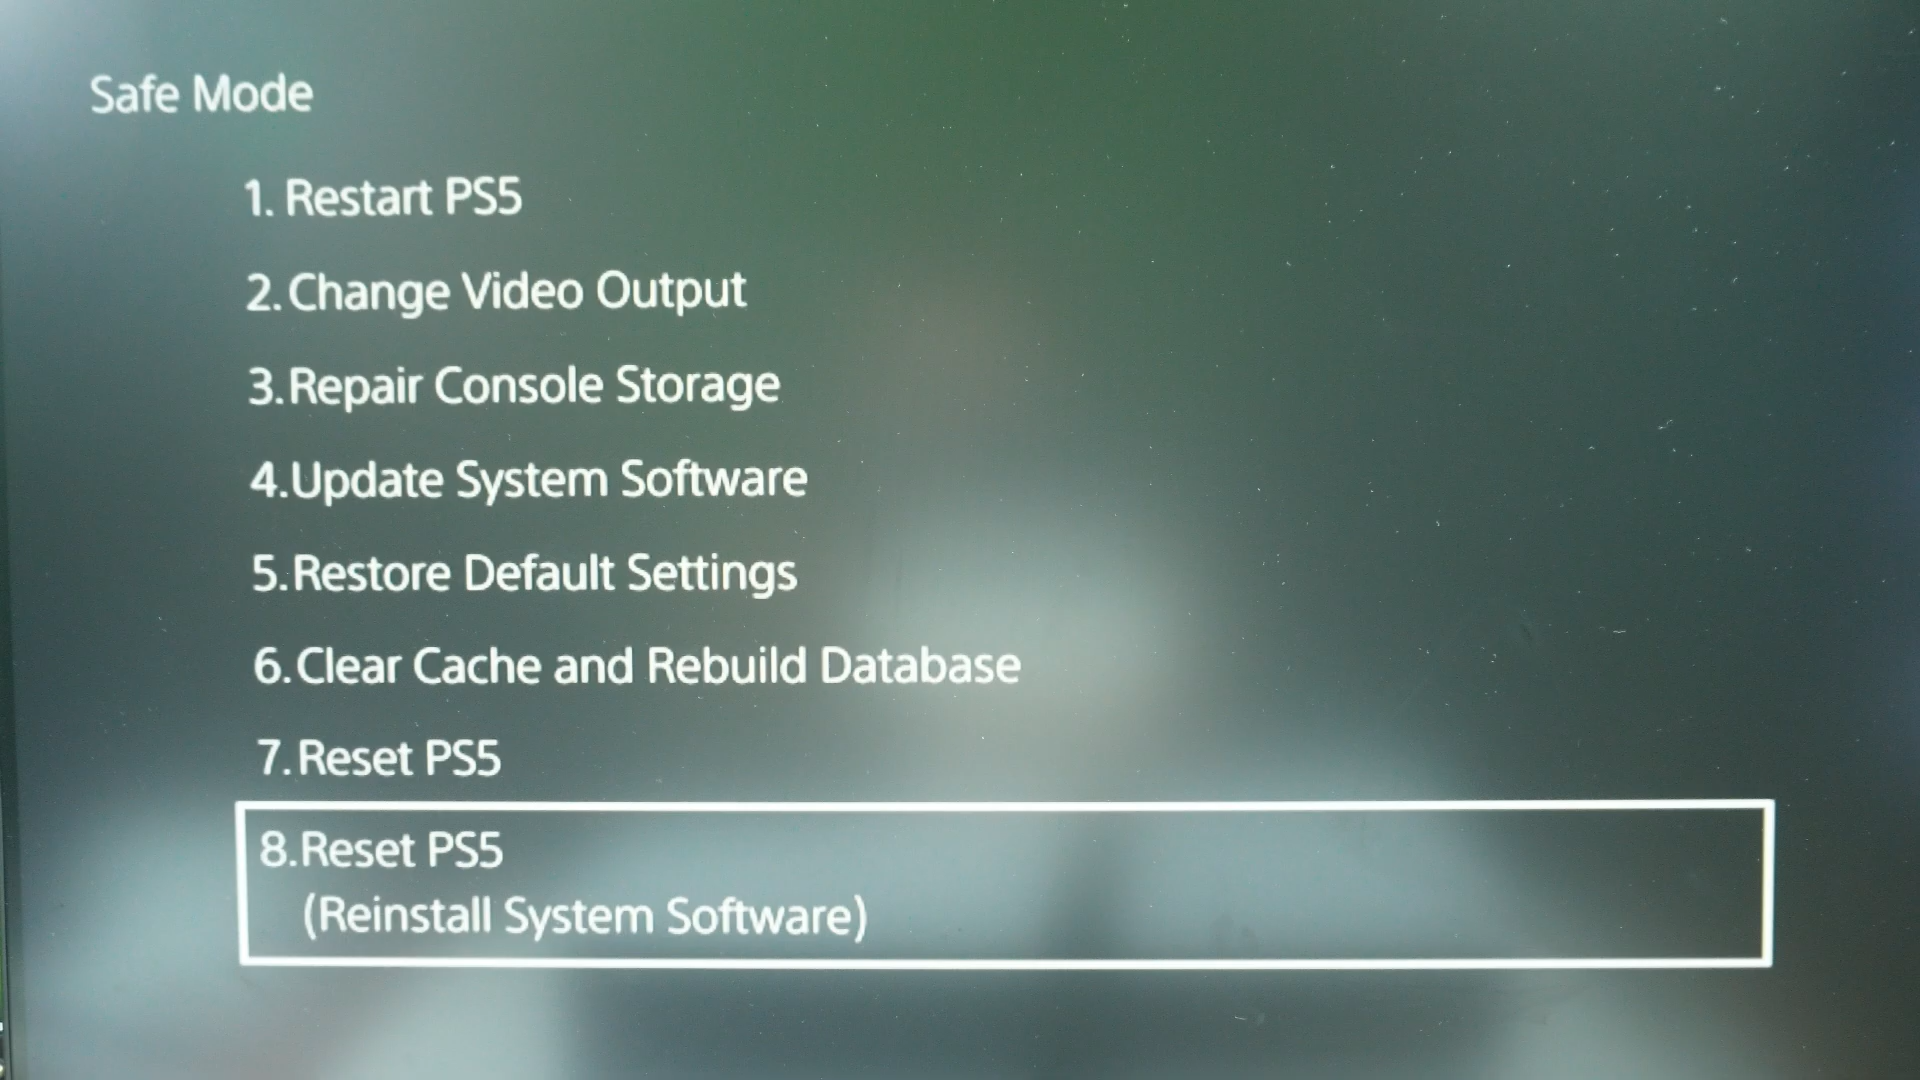 Safe Mode
1. Restart PS5
2. Change Video Output
3. Repair Console Storage
4. Update System Software
5. Restore Default Settings
6. Clear Cache and Rebuild Database
7. Reset PS5
8. Reset PS5
(Reinstall System Software)